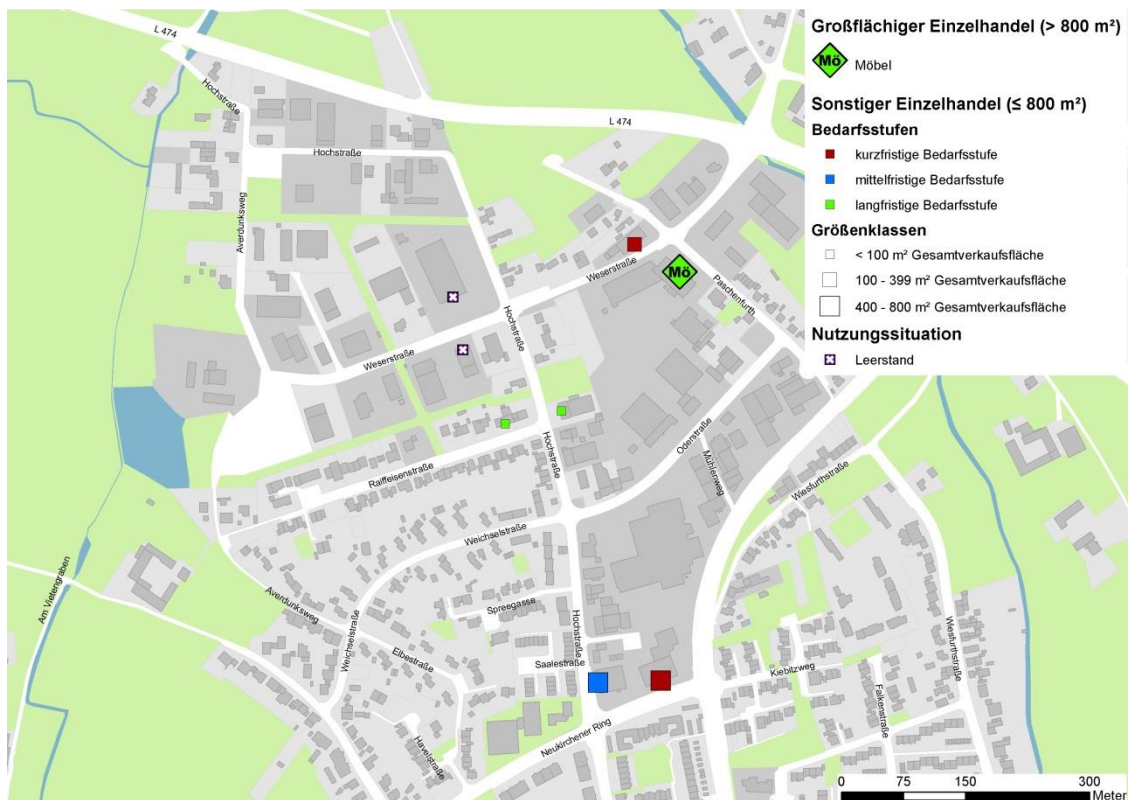 L 474
Großflächiger Einzelhandel (> 800 m²)
Mö
Möbel
Hochstraße
Sonstiger Einzelhandel (≤ 800 m²)
L 474
Bedarfsstufen
Hochstraße
kurzfristige Bedarfsstufe
mittelfristige Bedarfsstufe
langfristige Bedarfsstufe
Averdunksweg
Größenklassen
< 100 m² Gesamtverkaufsfläche
100 - 399 m² Gesamtverkaufsfläche
400 - 800 m² Gesamtverkaufsfläche
Nutzungssituation
Leerstand
Weserstraße
Mö
Paschenfurth
Hochstraße
Weserstraße
Oderstraße
Hochstraße
Mühlenweg
Raiffeisenstraße
Wiesfurthstraße
Weichselstraße
Am Vietengraben
Averdunksweg
Spreegasse
Hochstraße
Weichselstraße
Elbestraße
Saalestraße
Kiebitzweg
Wiesfurthstraße
Falkenstraße
Havelstraße
Neukirchener Ring
0 75 150 300
Meter